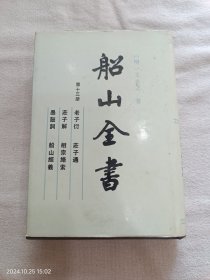 船山全書
第十三册
老子衍 莊子通
莊子解 相宗絡索
愚鼓詞 船山經義
2024.10.25 15:02